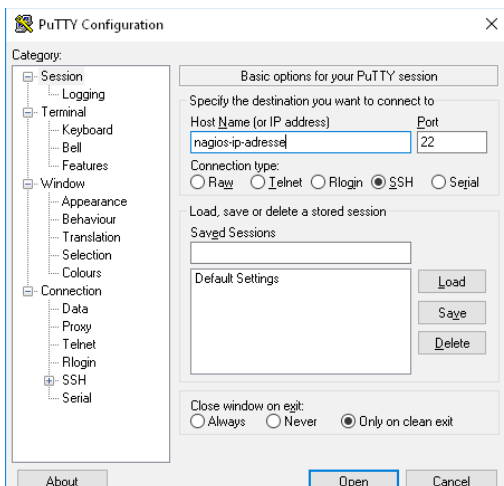 PuTTY Configuration
Category:
Session
Logging
Terminal
Keyboard
Bell
Features
Window
Appearance
Behaviour
Translation
Selection
Colours
Connection
Data
Proxy
Telnet
Rlogin
SSH
Serial
Basic options for your PuTTY session
Specify the destination you want to connect to
Host Name (or IP address) Port
nagios-ip-adresse 22
Connection type:
Raw Telnet Rlogin SSH Serial
Load, save or delete a stored session
Saved Sessions
Default Settings
Load
Save
Delete
Close window on exit:
Always Never Only on clean exit
About Open Cancel